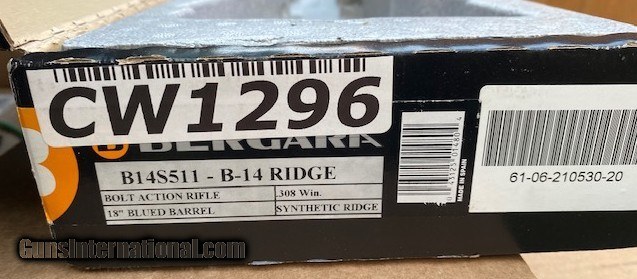 CW1296
BERGARA
B14S511 - B-14 RIDGE
BOLT ACTION RIFLE
308 Win.
18" BLUED BARREL
SYNTHETIC RIDGE
MADE IN SPAIN
61-06-210530-20
GunsInternational.com